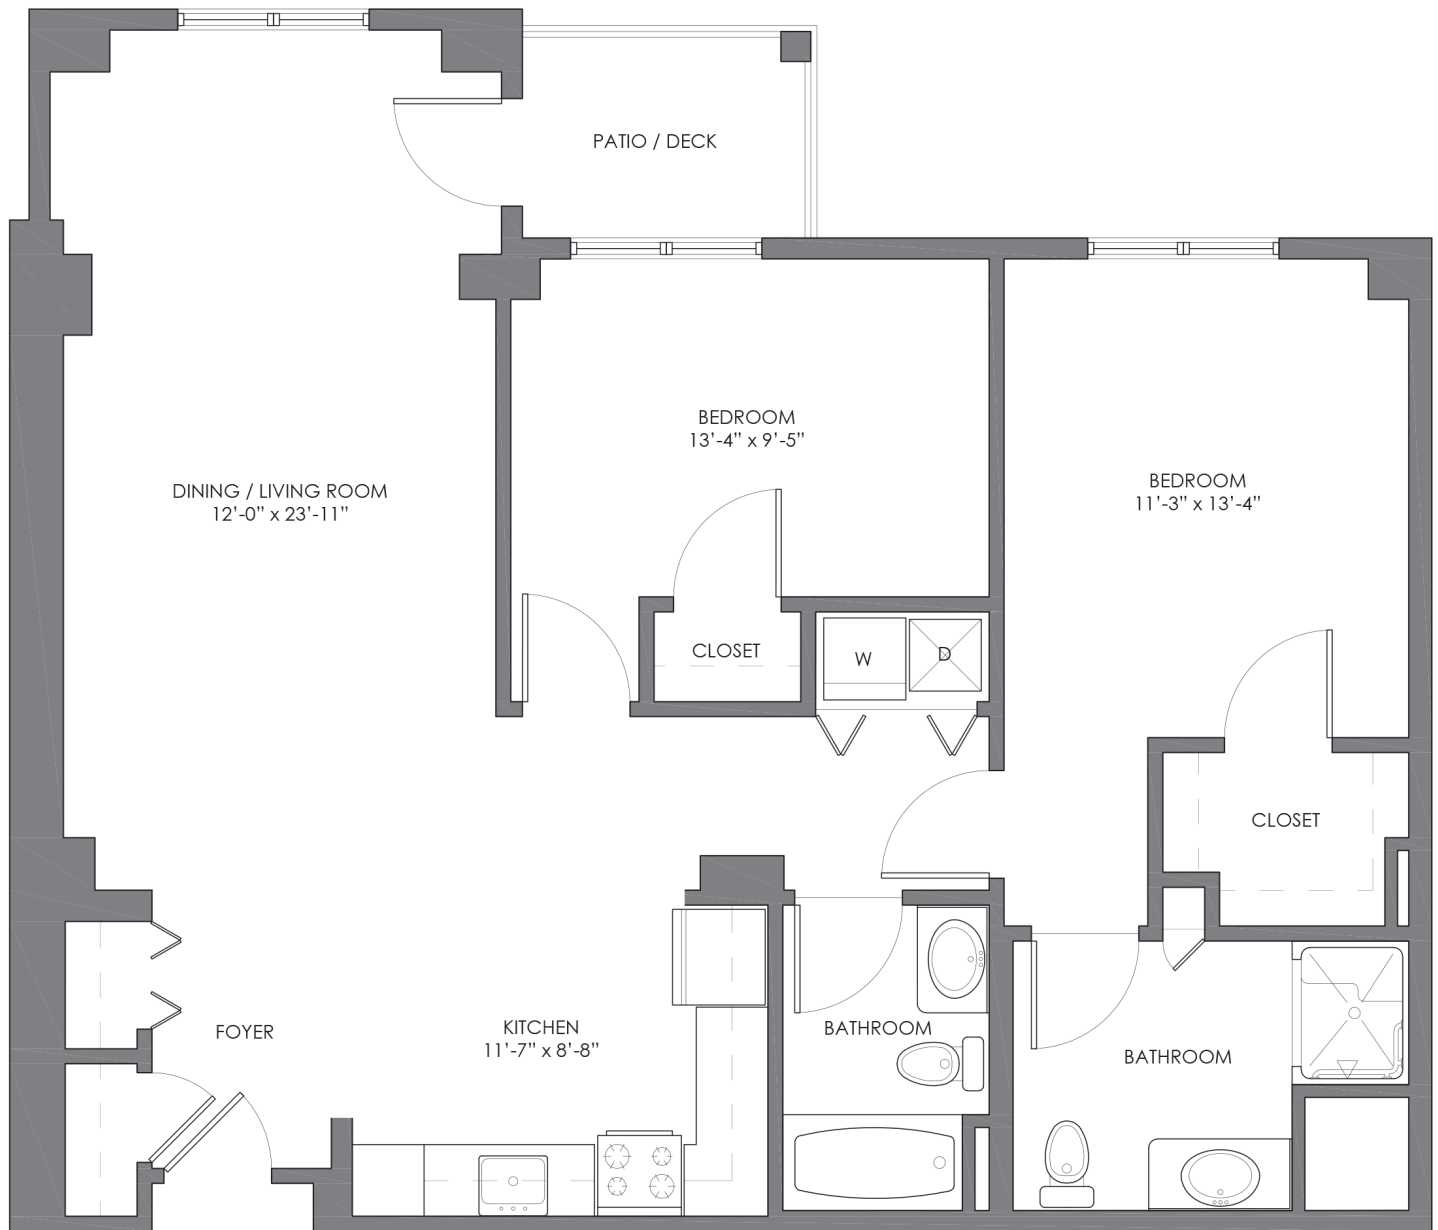 PATIO / DECK
BEDROOM
13’-4” x 9’-5”
DINING / LIVING ROOM
12’-0” x 23’-11”
BEDROOM
11’-3” x 13’-4”
CLOSET
W
D
CLOSET
FOYER
KITCHEN
11’-7” x 8’-8”
BATHROOM
BATHROOM